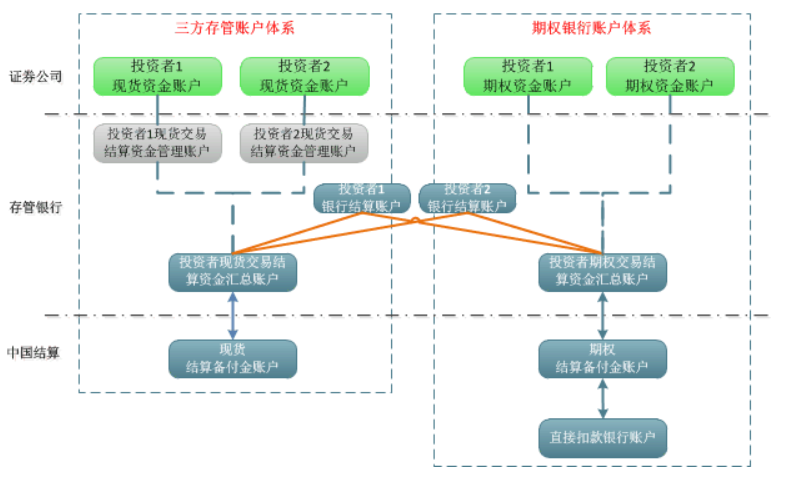 三方存管账户体系
期权银衍账户体系
证券公司
投资者1
现货资金账户
投资者2
现货资金账户
投资者1
期权资金账户
投资者2
期权资金账户
投资者1现货交易
结算资金管理账户
投资者2现货交易
结算资金管理账户
存管银行
投资者1
银行结算账户
投资者2
银行结算账户
投资者现货交易结
算资金汇总账户
投资者期权交易结
算资金汇总账户
中国结算
现货
结算备付金账户
期权
结算备付金账户
直接扣款银行账户